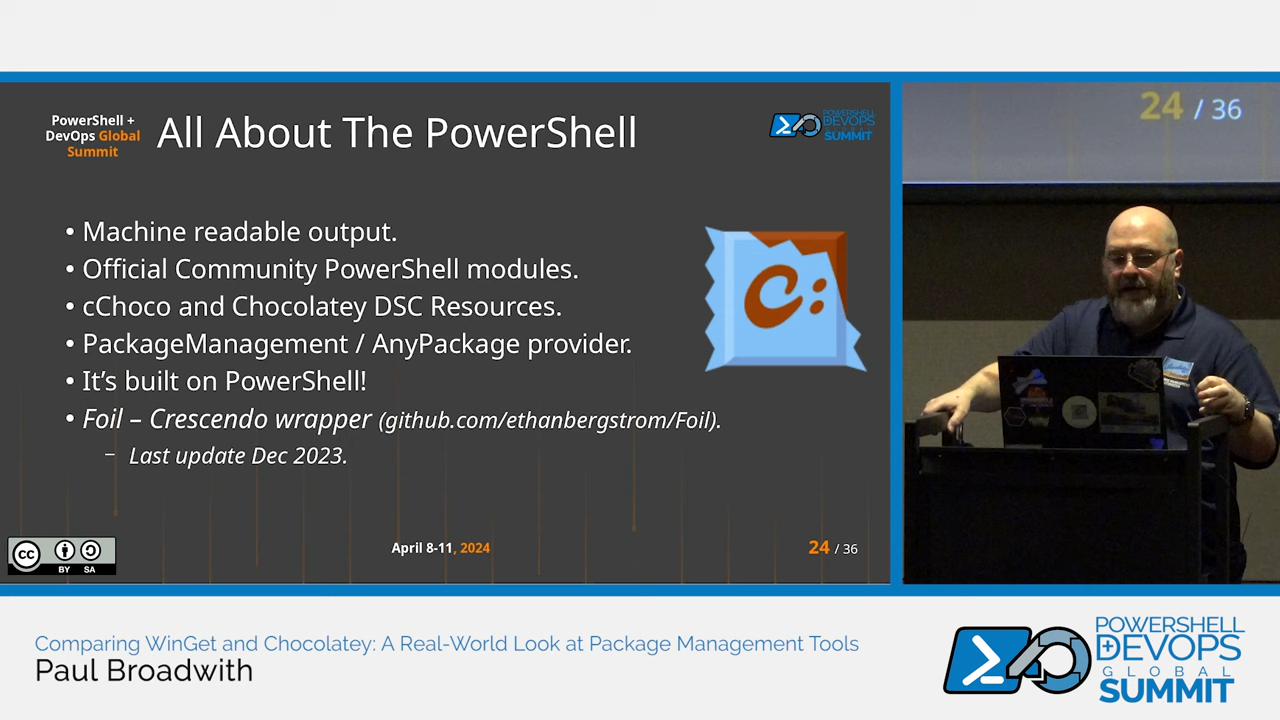 PowerShell +
DevOps Global
Summit
All About The PowerShell
POWERSHELL
DEVOPS
SUMMIT
• Machine readable output.
• Official Community PowerShell modules.
• cChoco and Chocolatey DSC Resources.
• PackageManagement / AnyPackage provider.
• It’s built on PowerShell!
• Foil – Crescendo wrapper (github.com/ethanbergstrom/Foil).
– Last update Dec 2023.
C:
cc
BY SA
April 8-11, 2024
24 / 36
24 / 36
Comparing WinGet and Chocolatey: A Real-World Look at Package Management Tools
Paul Broadwith
POWERSHELL
DEVOPS
GLOBAL
SUMMIT